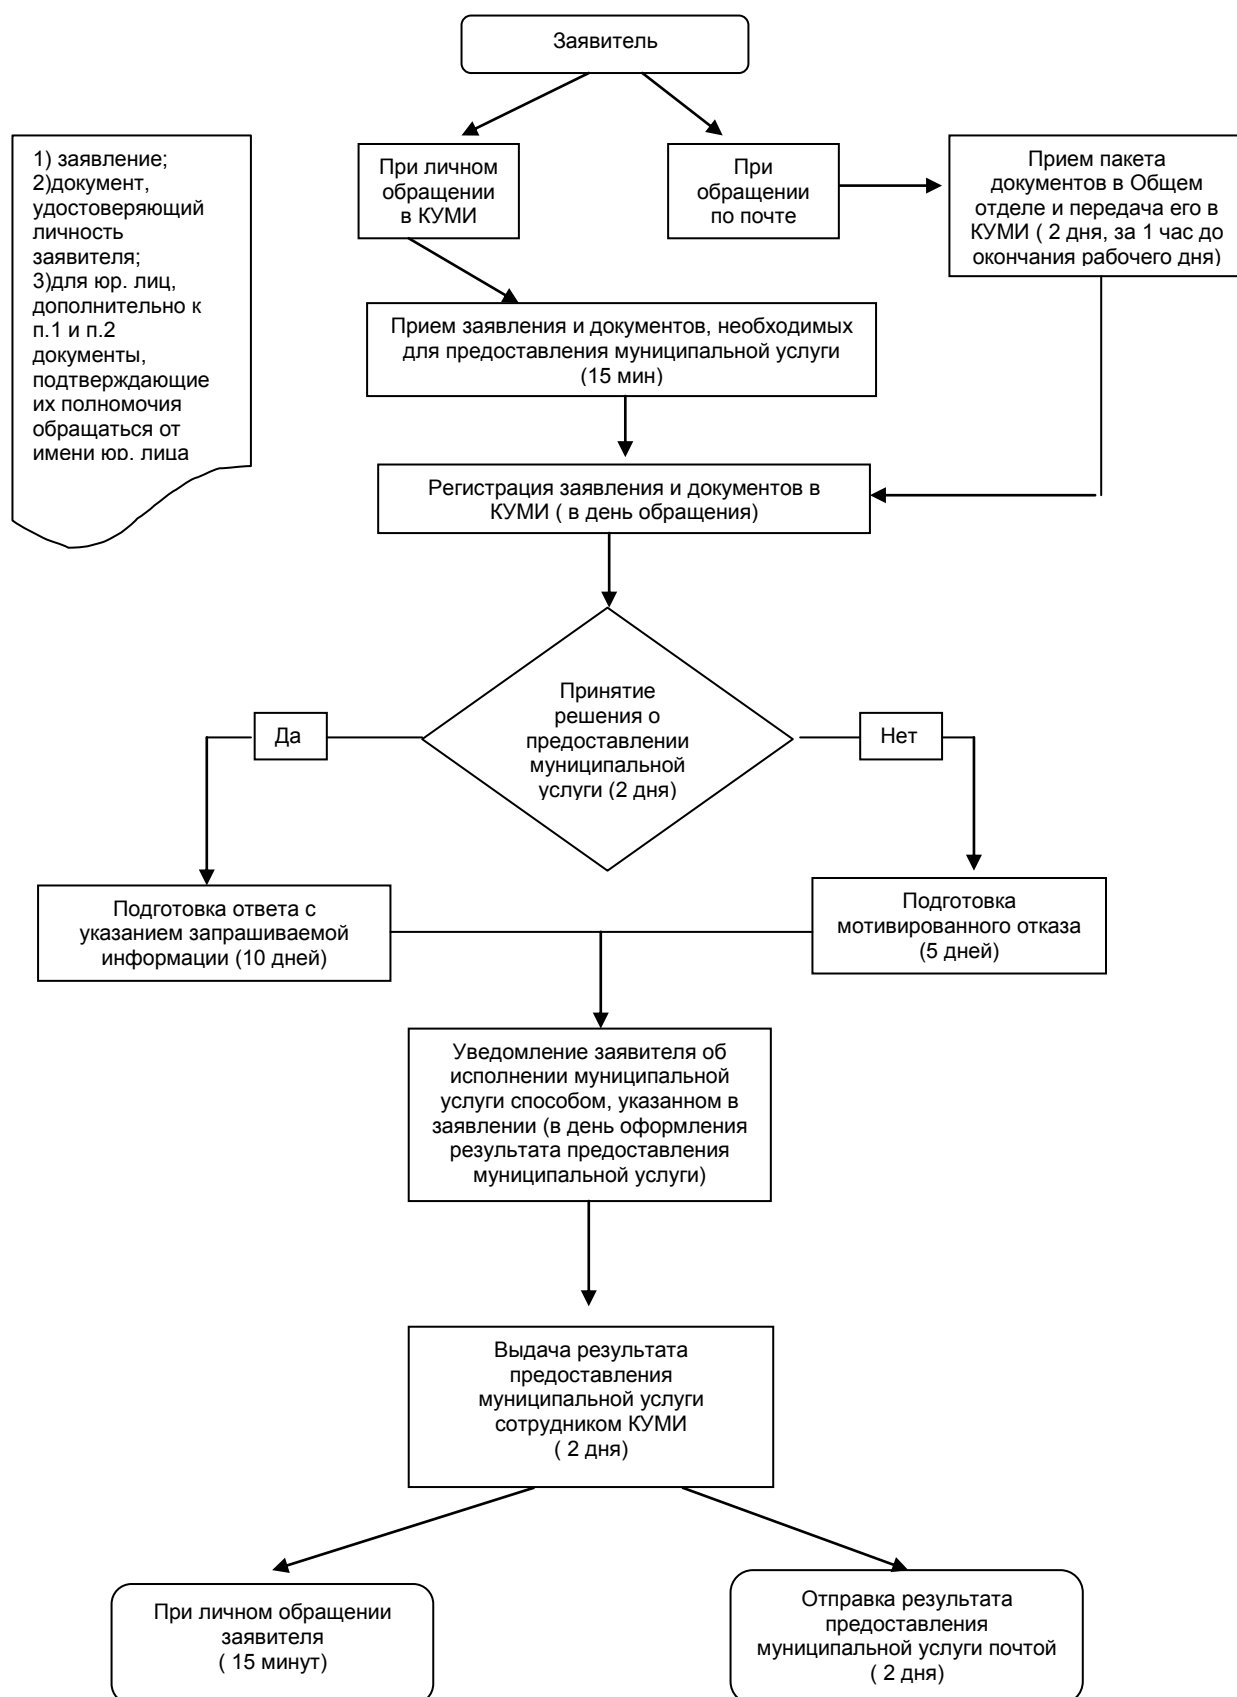 Заявитель
1) заявление;
2)документ,
удостоверяющий
личность
заявителя;
3)для юр. лиц,
дополнительно к
п.1 и п.2
документы,
подтверждающие
их полномочия
обращаться от
имени юр. лица
При личном
обращении
в КУМИ
При
обращении
по почте
Прием пакета
документов в Общем
отделе и передача его в
КУМИ ( 2 дня, за 1 час до
окончания рабочего дня)
Прием заявления и документов, необходимых
для предоставления муниципальной услуги
(15 мин)
Регистрация заявления и документов в
КУМИ ( в день обращения)
Принятие
решения о
предоставлении
муниципальной
услуги (2 дня)
Да
Нет
Подготовка ответа с
указанием запрашиваемой
информации (10 дней)
Подготовка
мотивированного отказа
(5 дней)
Уведомление заявителя об
исполнении муниципальной
услуги способом, указанном в
заявлении (в день оформления
результата предоставления
муниципальной услуги)
Выдача результата
предоставления
муниципальной услуги
сотрудником КУМИ
( 2 дня)
При личном обращении
заявителя
( 15 минут)
Отправка результата
предоставления
муниципальной услуги почтой
( 2 дня)